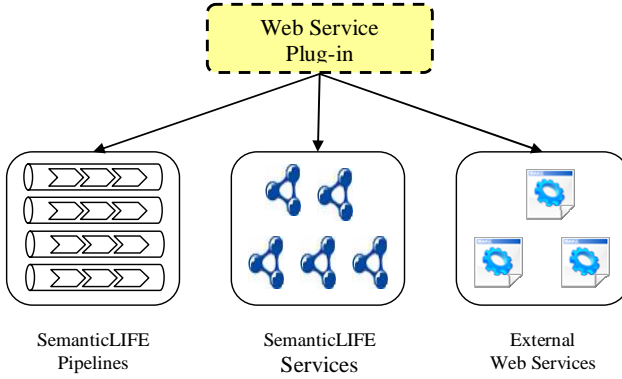 Web Service
Plug-in
SemanticLIFE
Pipelines
SemanticLIFE
Services
External
Web Services